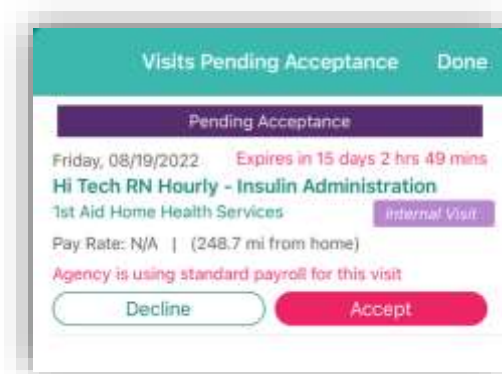 Visits Pending Acceptance Done
Pending Acceptance
Friday, 08/19/2022 Expires in 15 days 2 hrs 49 mins
Hi Tech RN Hourly - Insulin Administration
1st Aid Home Health Services Internal Visit
Pay Rate: N/A | (248.7 mi from home)
Agency is using standard payroll for this visit
Decline Accept